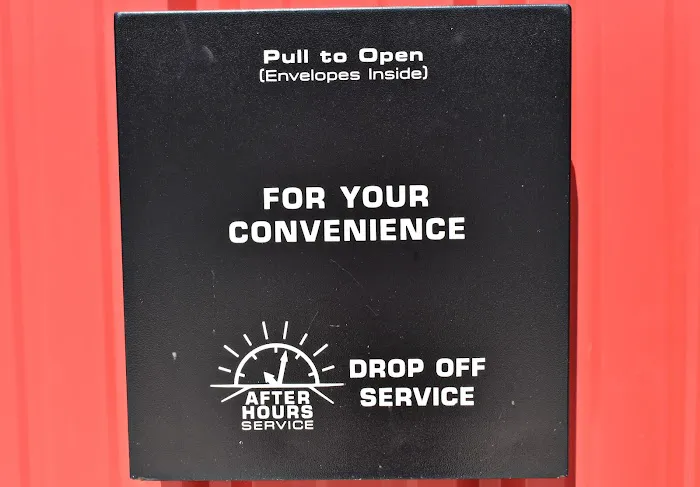 Pull to Open
(Envelopes Inside)
FOR YOUR
CONVENIENCE
AFTER
HOURS
SERVICE
DROP OFF
SERVICE